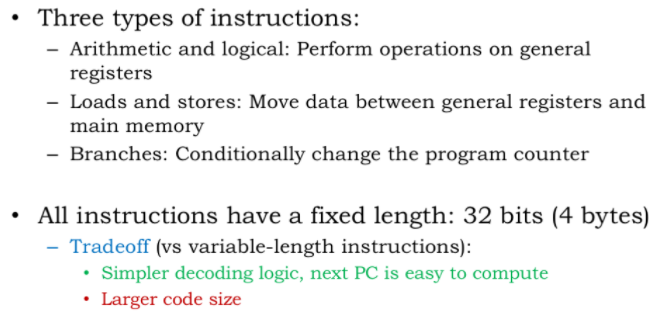 • Three types of instructions:
– Arithmetic and logical: Perform operations on general
registers
– Loads and stores: Move data between general registers and
main memory
– Branches: Conditionally change the program counter
• All instructions have a fixed length: 32 bits (4 bytes)
– Tradeoff (vs variable-length instructions):
• Simpler decoding logic, next PC is easy to compute
• Larger code size